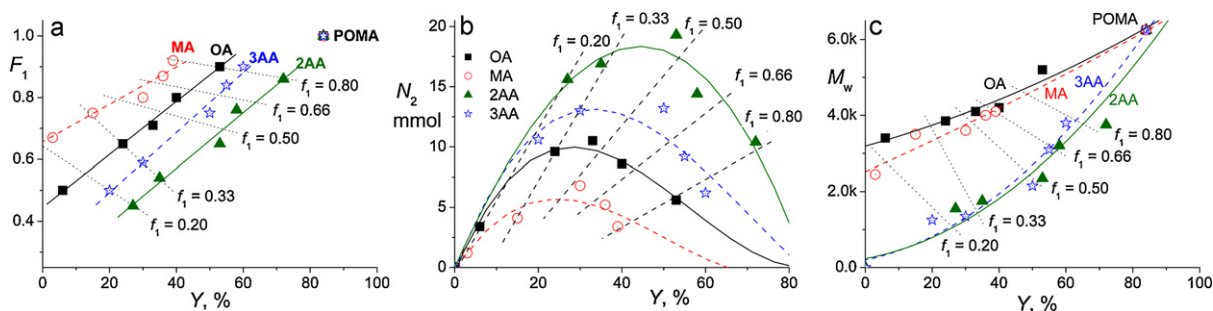 a
POMA
MA
OA
3AA
2AA
f₁ = 0.80
f₁ = 0.66
f₁ = 0.50
f₁ = 0.33
f₁ = 0.20
F₁
1.0
0.8
0.6
0.4
0 20 40 60 80 100
Y, %
b
f₁ = 0.33
f₁ = 0.50
f₁ = 0.20
f₁ = 0.66
f₁ = 0.80
OA
MA
2AA
3AA
N₂
mmol
20
15
10
5
0
0 20 40 60 80
Y, %
c
POMA
OA
MA
3AA
2AA
f₁ = 0.80
f₁ = 0.66
f₁ = 0.50
f₁ = 0.33
f₁ = 0.20
M_w
6.0k
4.0k
2.0k
0.0
0 20 40 60 80 100
Y, %